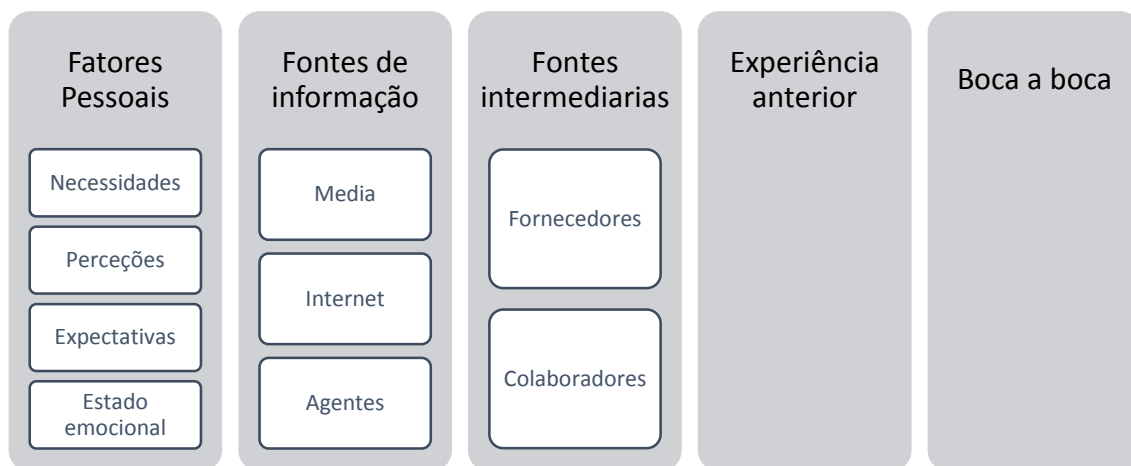 Fatores
Pessoais
Necessidades
Perceções
Expectativas
Estado
emocional
Fontes de
informação
Media
Internet
Agentes
Fontes
intermediarias
Fornecedores
Colaboradores
Experiência
anterior
Boca a boca